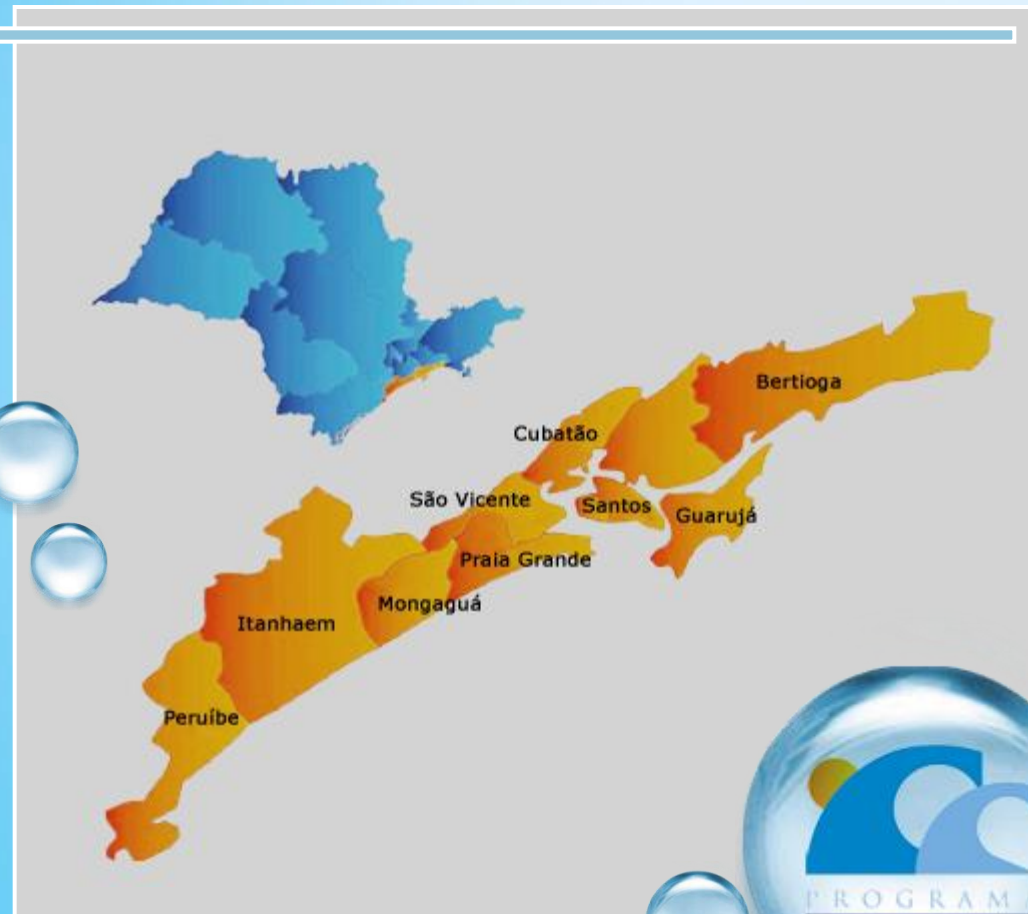 Bertioga
Cubatão
São Vicente
Santos
Guarujá
Praia Grande
Mongaguá
Itanhaem
Peruíbe
PROGRAM